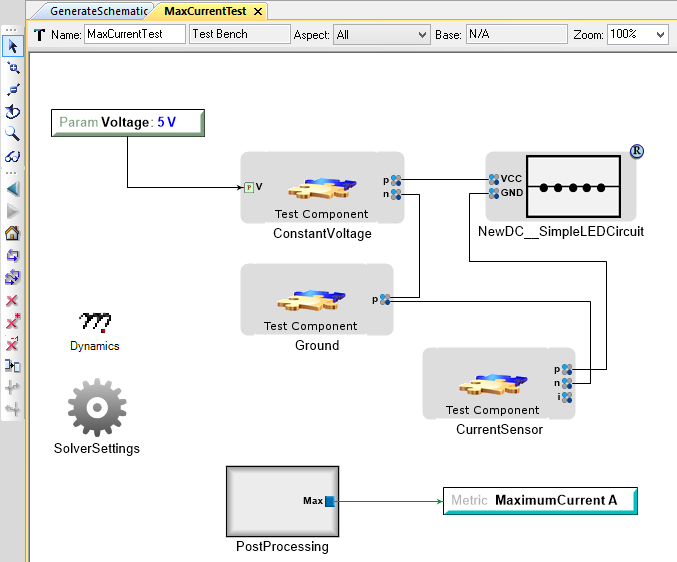 GenerateSchematic
MaxCurrentTest
Name: MaxCurrentTest Test Bench Aspect: All Base: N/A Zoom: 100%
Param Voltage: 5 V
P V
Test Component
p
n
ConstantVoltage
VCC
GND
R
NewDC__SimpleLEDCircuit
Test Component
p
Ground
Dynamics
SolverSettings
Test Component
p
n
i
CurrentSensor
Max
PostProcessing
Metric MaximumCurrent A